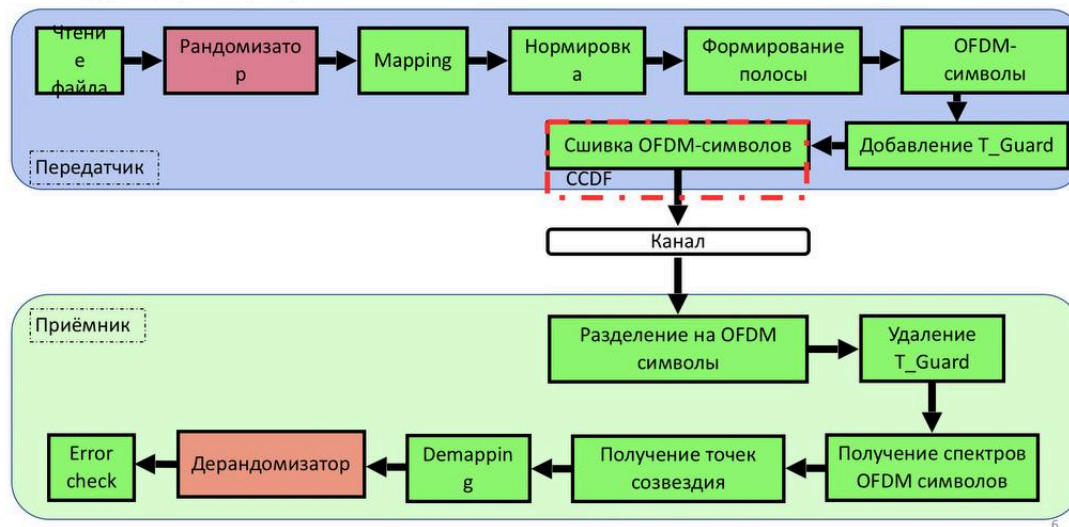 Чтени
е
файла
Рандомизато
р
Mapping
Нормировк
а
Формирование
полосы
OFDM-
символы
Сшивка OFDM-символов
Добавление T_Guard
Передатчик
CCDF
Канал
Приёмник
Разделение на OFDM
символы
Удаление
T_Guard
Error
check
Дерандомизатор
Demappin
g
Получение точек
созвездия
Получение спектров
OFDM символов
6